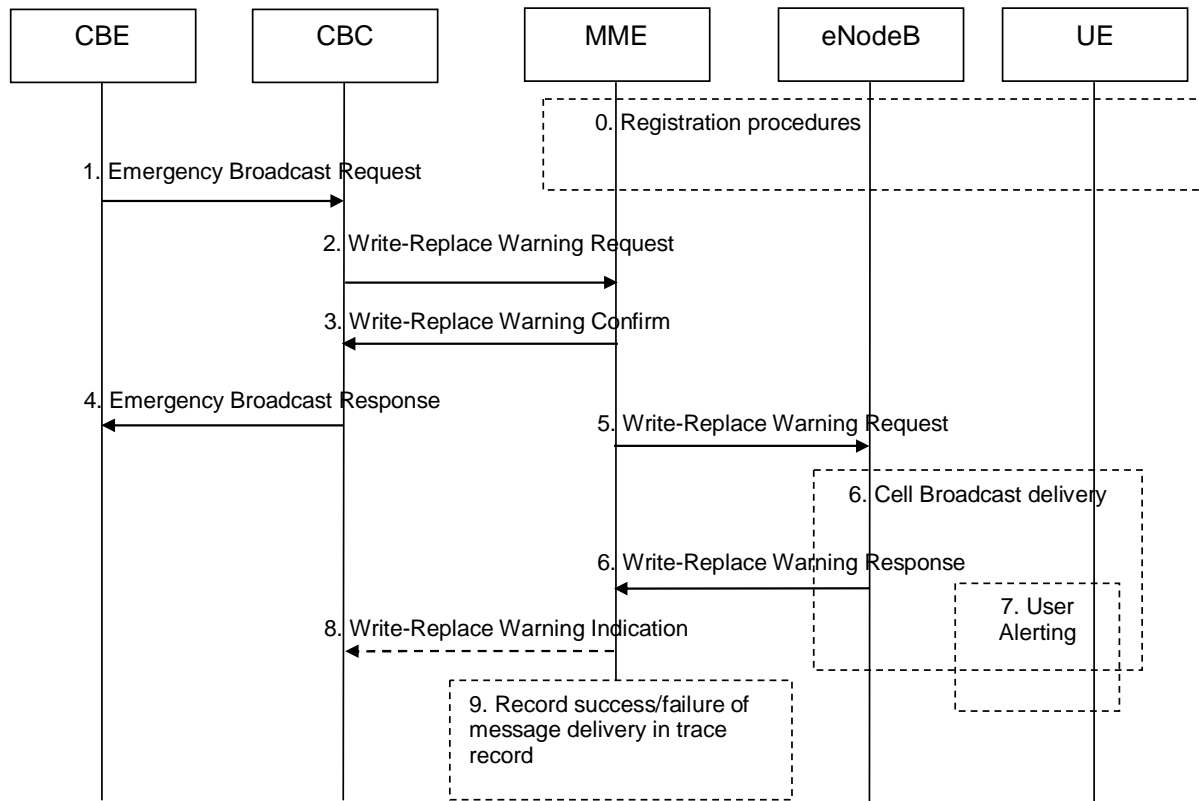 CBE
CBC
MME
eNodeB
UE
0. Registration procedures
1. Emergency Broadcast Request
2. Write-Replace Warning Request
3. Write-Replace Warning Confirm
4. Emergency Broadcast Response
5. Write-Replace Warning Request
6. Cell Broadcast delivery
6. Write-Replace Warning Response
7. User
Alerting
8. Write-Replace Warning Indication
9. Record success/failure of
message delivery in trace
record